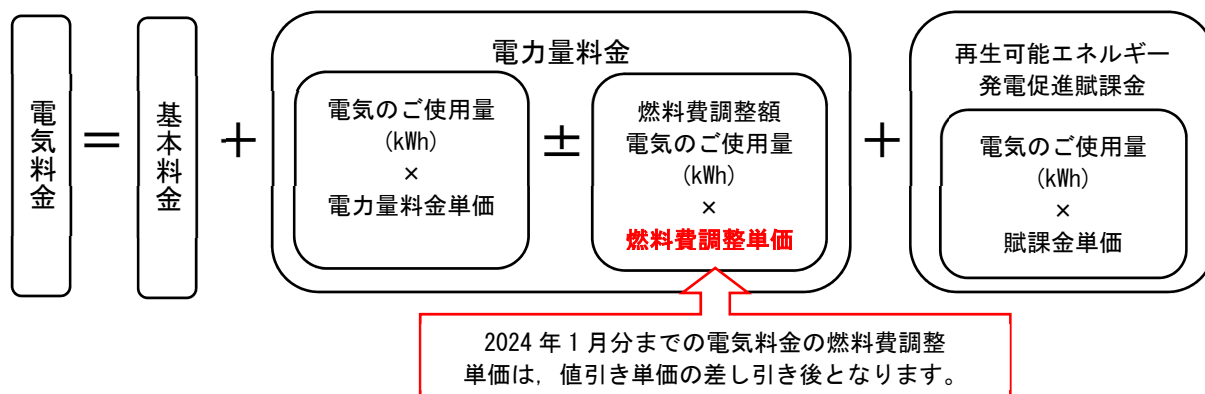 電気料金
＝
基本料金
＋
電力量料金
電気のご使用量
(kWh)
×
電力量料金単価
±
燃料費調整額
電気のご使用量
(kWh)
×
燃料費調整単価
＋
再生可能エネルギー
発電促進賦課金
電気のご使用量
(kWh)
×
賦課金単価
2024 年 1 月分までの電気料金の燃料費調整
単価は，値引き単価の差し引き後となります。